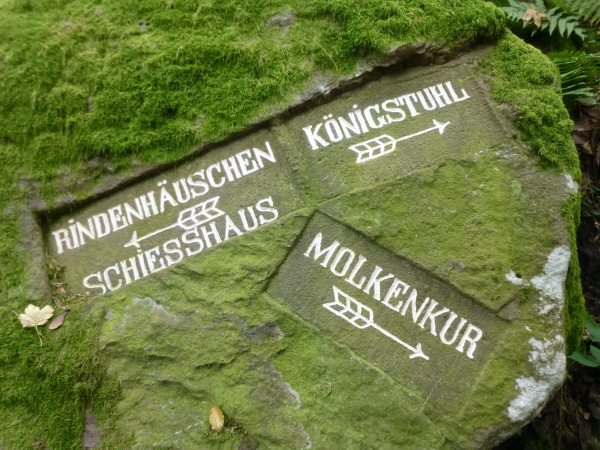 RINDENHÄUSCHEN
SCHIESSHAUS
KÖNIGSTUHL
MOLKENKUR